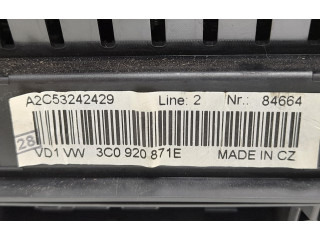 A2C53242429 Line: 2 Nr.: 84664
28
VD1 VW 3C0 920 871E MADE IN CZ